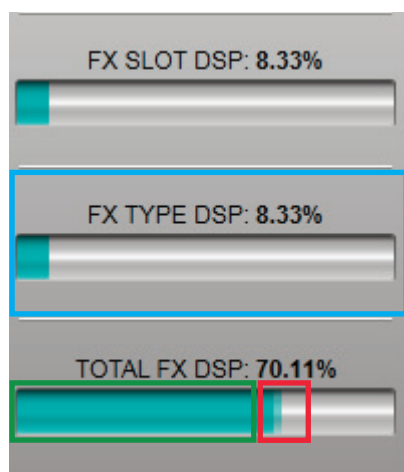 FX SLOT DSP: 8.33%
FX TYPE DSP: 8.33%
TOTAL FX DSP: 70.11%